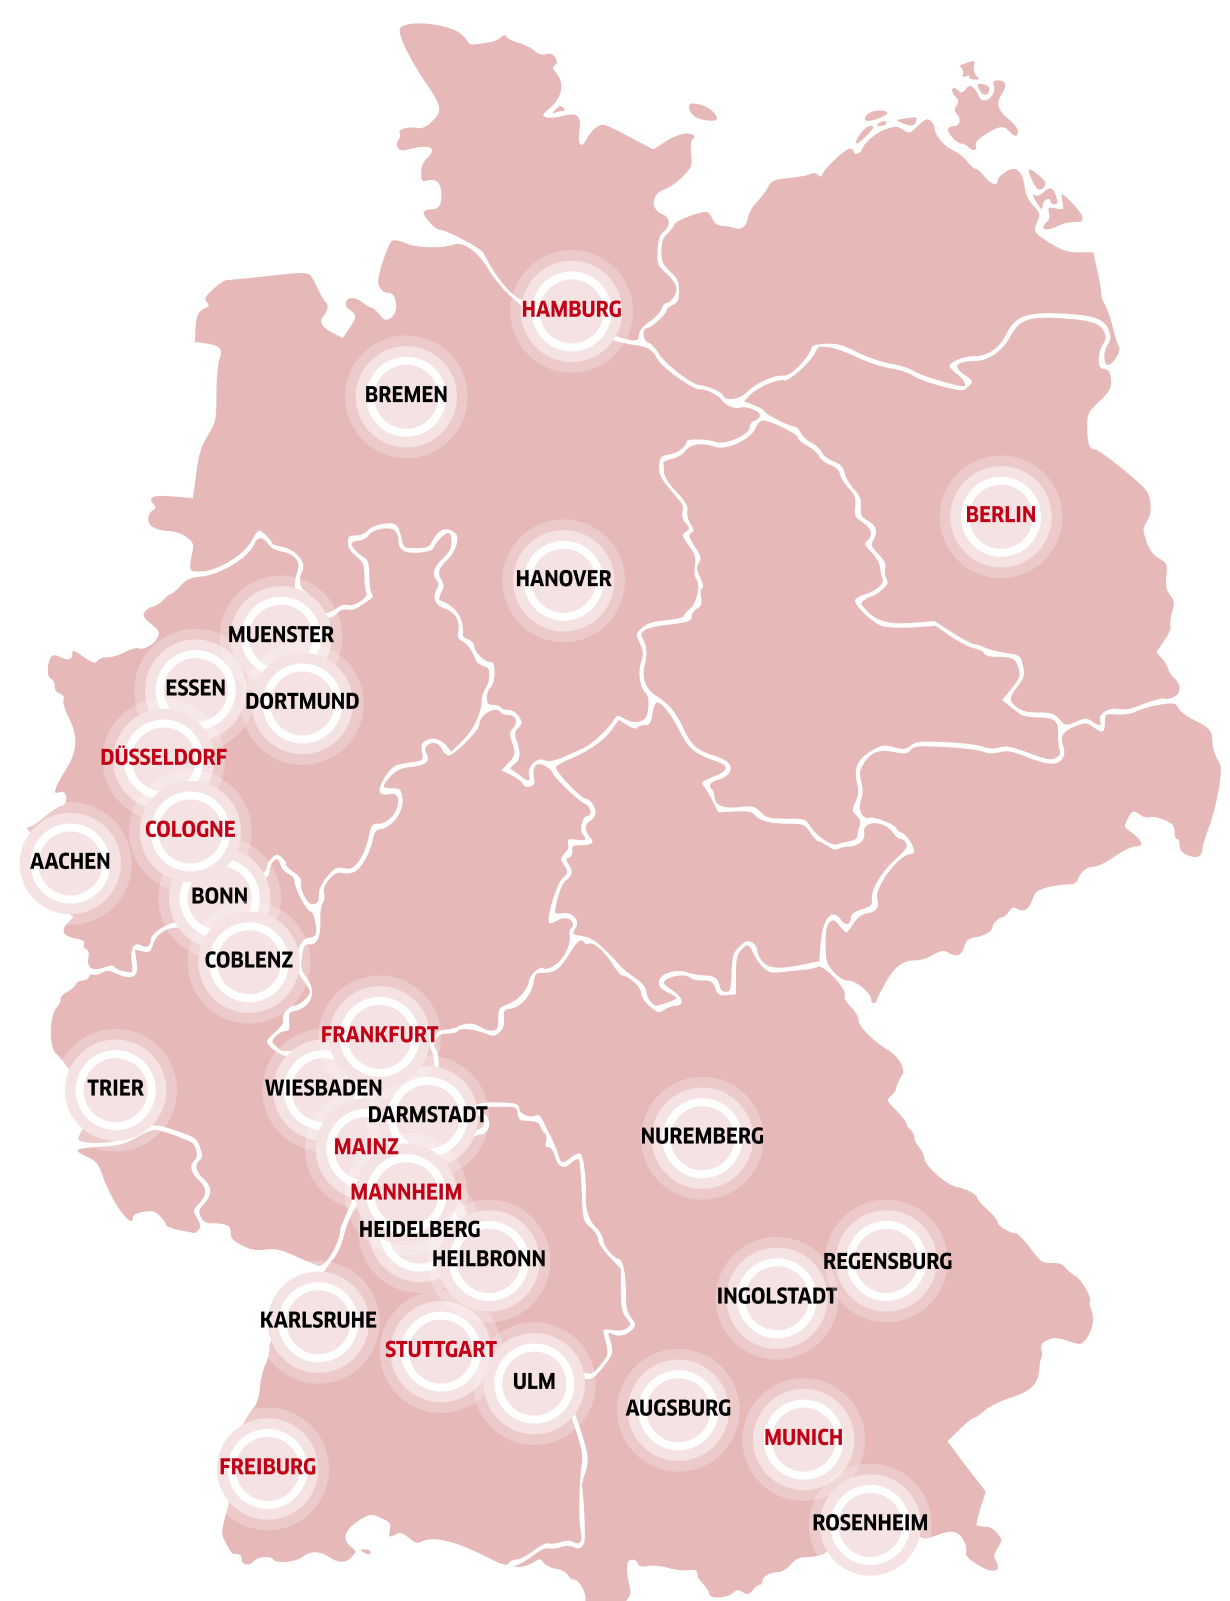 HAMBURG
BREMEN
BERLIN
HANOVER
MUENSTER
ESSEN
DORTMUND
DÜSSELDORF
COLOGNE
AACHEN
BONN
COBLENZ
FRANKFURT
TRIER
WIESBADEN
DARMSTADT
NUREMBERG
MAINZ
MANNHEIM
HEIDELBERG
HEILBRONN
REGENSBURG
INGOLSTADT
KARLSRUHE
STUTTGART
ULM
AUGSBURG
MUNICH
FREIBURG
ROSENHEIM